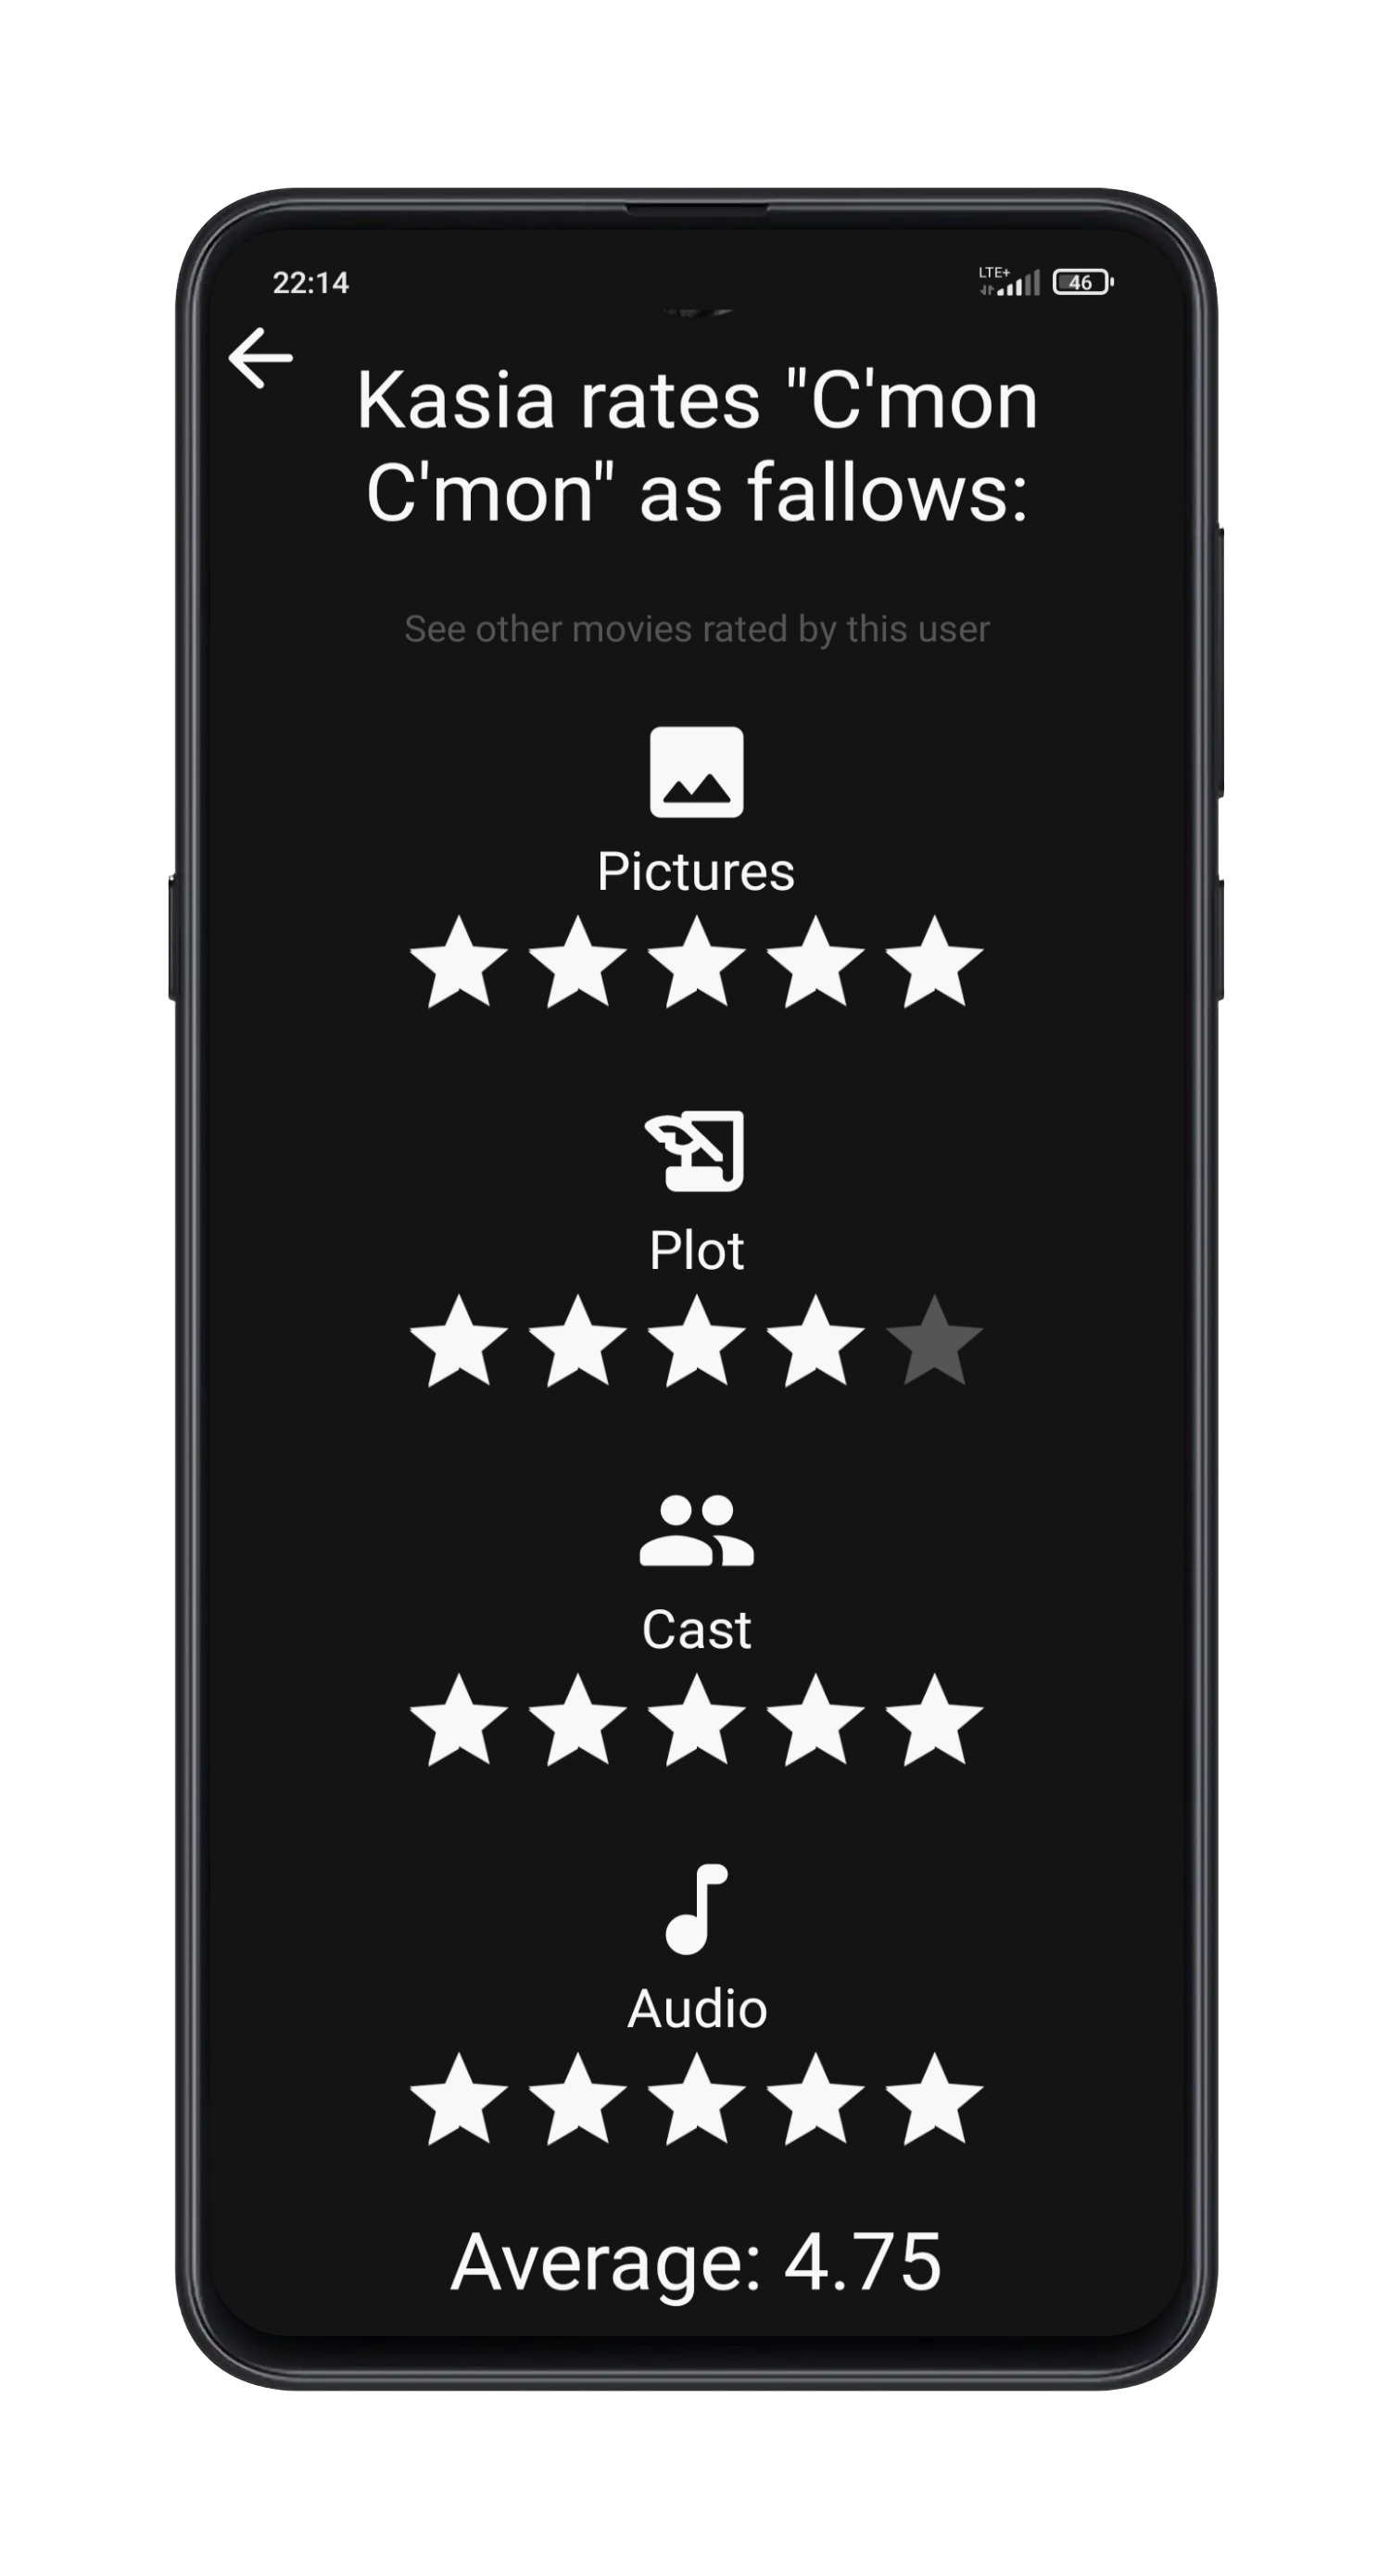 22:14
LTE+
46
Kasia rates "C'mon
C'mon" as fallows:
See other movies rated by this user
Pictures
Plot
Cast
Audio
Average: 4.75